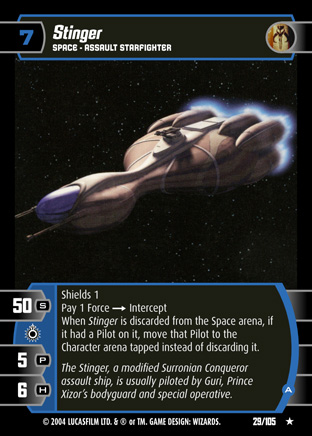 7
Stinger
SPACE - ASSAULT STARFIGHTER
50 S
Shields 1
Pay 1 Force → Intercept
When Stinger is discarded from the Space arena, if
it had a Pilot on it, move that Pilot to the
Character arena tapped instead of discarding it.
5 P
6 H
The Stinger, a modified Surronian Conqueror
assault ship, is usually piloted by Guri, Prince
Xizor's bodyguard and special operative.
A
© 2004 LUCASFILM LTD. & ® or TM. GAME DESIGN: WIZARDS.
29/105 ★